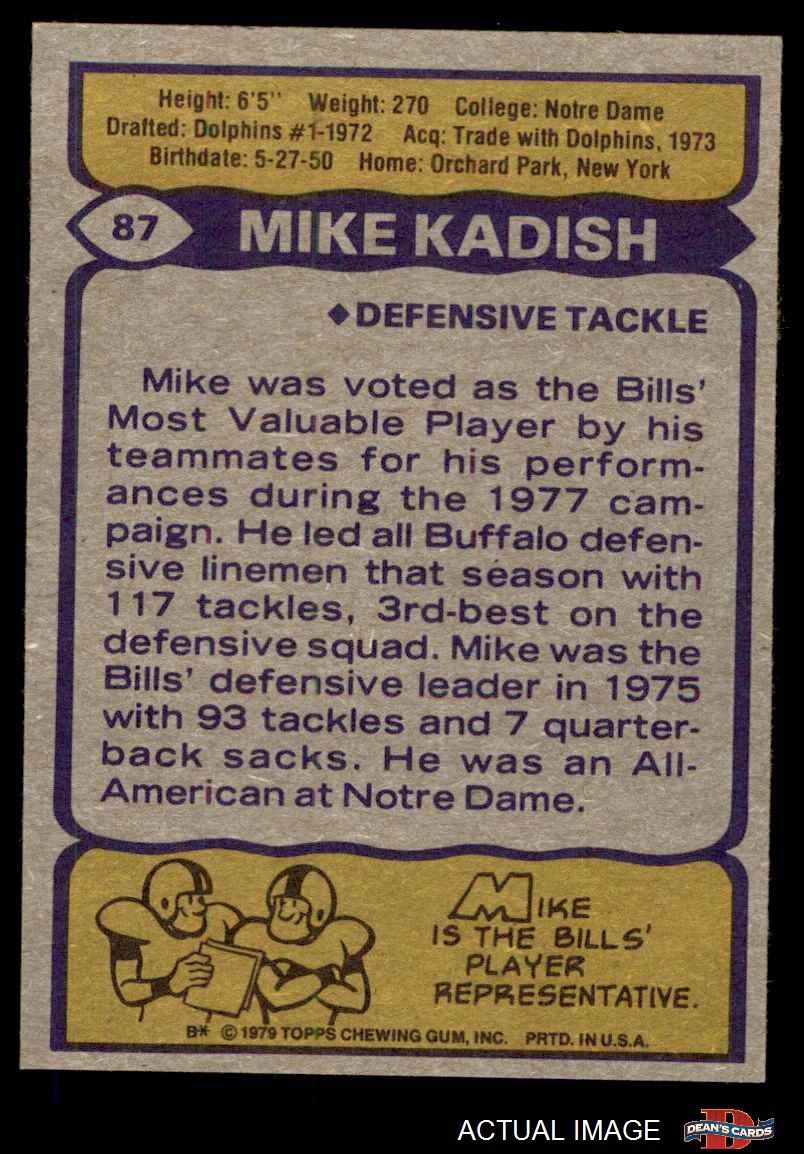 Height: 6'5" Weight: 270 College: Notre Dame
Drafted: Dolphins #1-1972 Acq: Trade with Dolphins, 1973
Birthdate: 5-27-50 Home: Orchard Park, New York
87 MIKE KADISH
◆DEFENSIVE TACKLE
Mike was voted as the Bills'
Most Valuable Player by his
teammates for his perform-
ances during the 1977 cam-
paign. He led all Buffalo defen-
sive linemen that season with
117 tackles, 3rd-best on the
defensive squad. Mike was the
Bills' defensive leader in 1975
with 93 tackles and 7 quarter-
back sacks. He was an All-
American at Notre Dame.
MIKE
IS THE BILLS'
PLAYER
REPRESENTATIVE.
B* © 1979 TOPPS CHEWING GUM, INC. PRTD. IN U.S.A.
ACTUAL IMAGE
D
DEAN'S CARDS